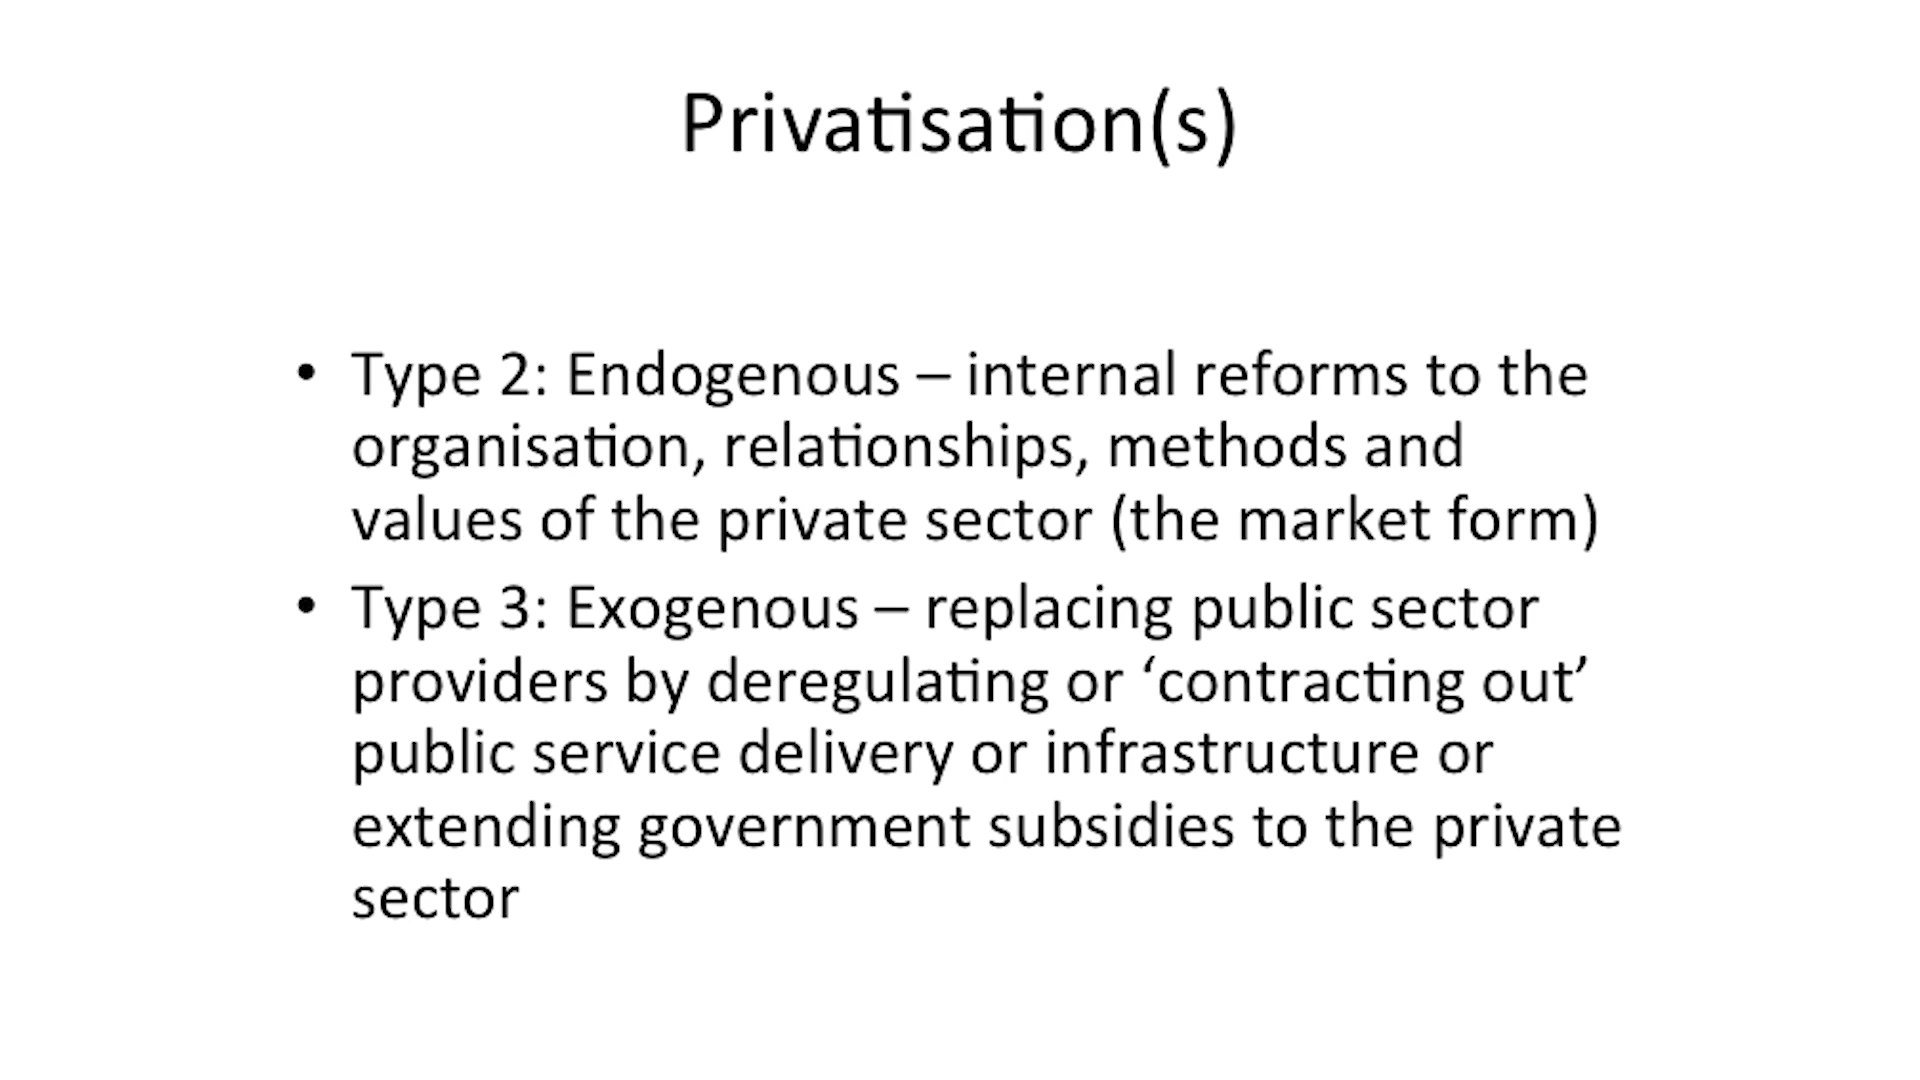 Privatisation(s)
• Type 2: Endogenous – internal reforms to the
organisation, relationships, methods and
values of the private sector (the market form)
• Type 3: Exogenous – replacing public sector
providers by deregulating or ‘contracting out’
public service delivery or infrastructure or
extending government subsidies to the private
sector